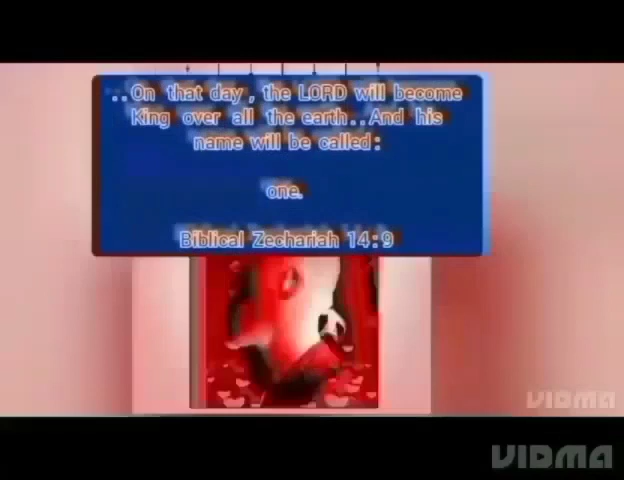 ..On that day , the LORD will become
King over all the earth..And his
name will be called:
one.
Biblical Zechariah 14:9
VIDMA
VIDMA